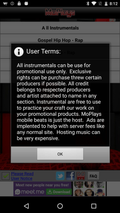 MoPlays
A ll Instrumentals
Gospel Hip Hop - Rap
User Terms:
All instrumentals can be use for
promotional use only. Exclusive
rights can be purchase threw certain
producers if possible. All credit
belongs to respected producers
and artist attached to name in any
section. Instrumental are free to use
to practice your craft our work on
your promotional products. MoPlays
mobile beats is just the host. Ads are
implented to help with server fees like
any normal site. Hosting music can
be very expensive.
OK